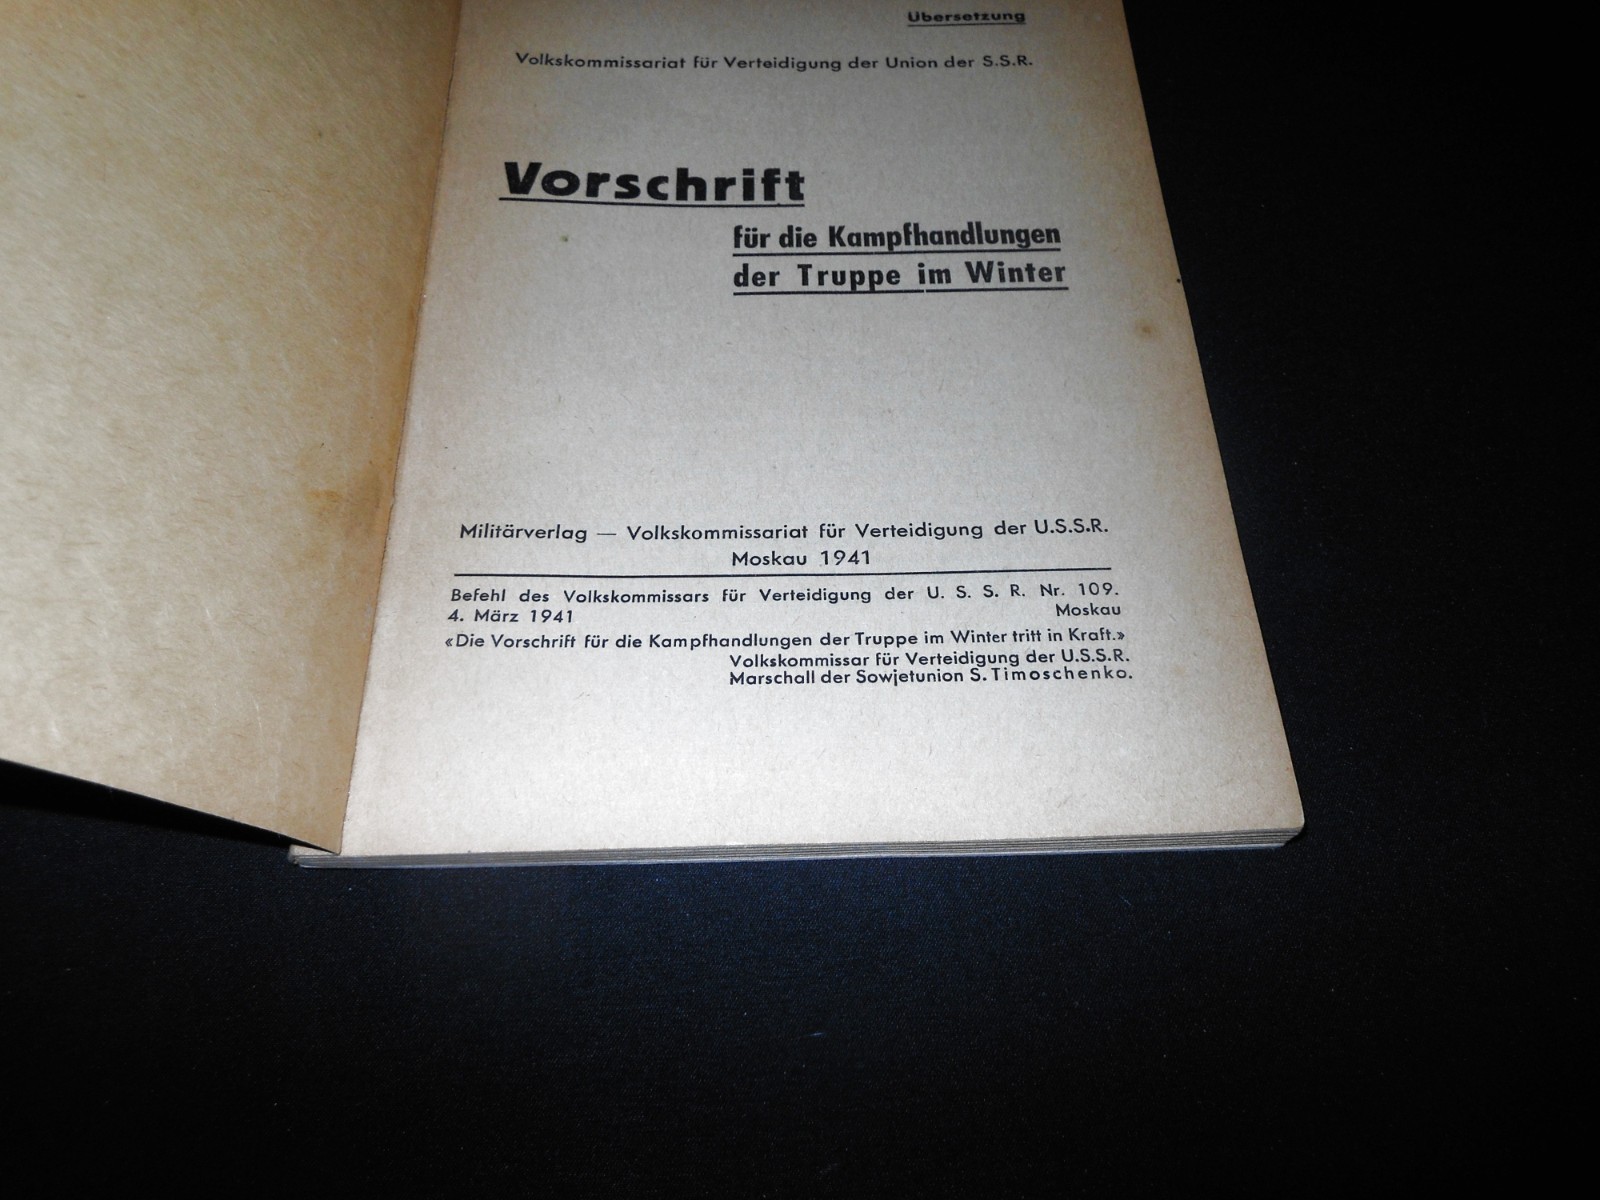 Übersetzung
Volkskommissariat für Verteidigung der Union der S.S.R.
Vorschrift
für die Kampfhandlungen
der Truppe im Winter
Militärverlag — Volkskommissariat für Verteidigung der U.S.S.R.
Moskau 1941
Befehl des Volkskommissars für Verteidigung der U. S. S. R. Nr. 109.
4. März 1941 Moskau
«Die Vorschrift für die Kampfhandlungen der Truppe im Winter tritt in Kraft.»
Volkskommissar für Verteidigung der U.S.S.R.
Marschall der Sowjetunion S. Timoschenko.